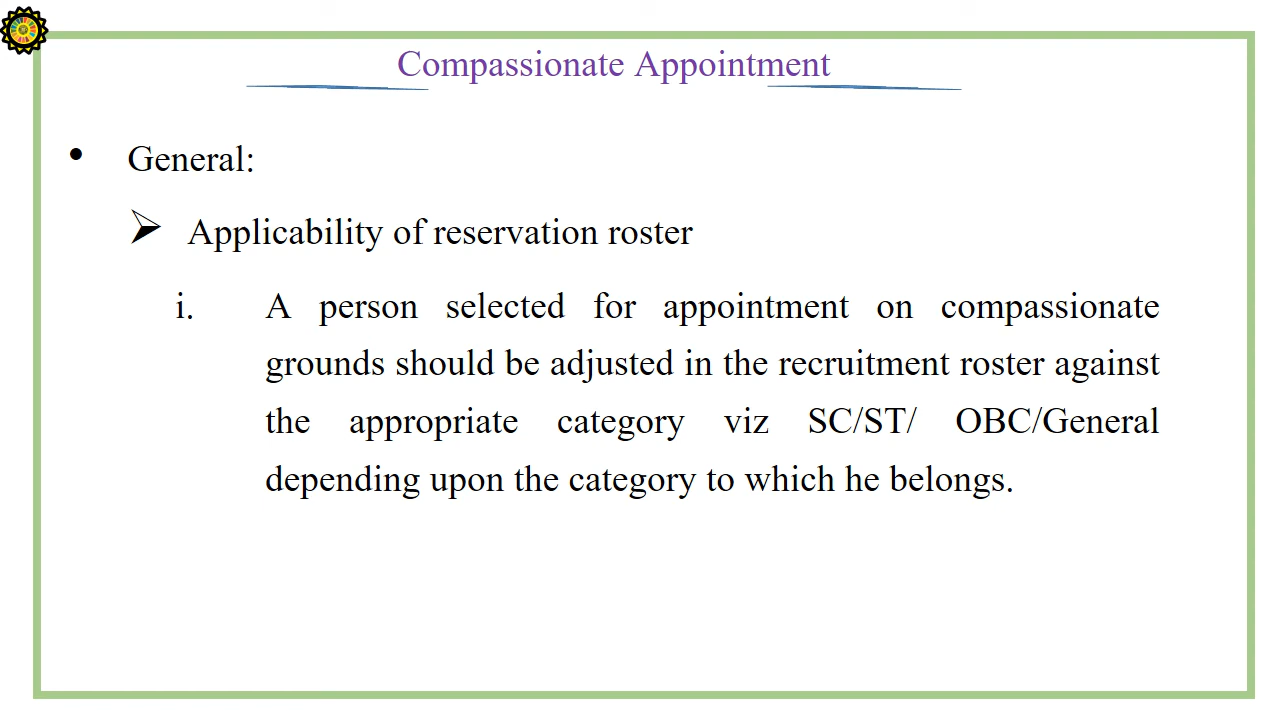 Compassionate Appointment
• General:
➢ Applicability of reservation roster
i. A person selected for appointment on compassionate
grounds should be adjusted in the recruitment roster against
the appropriate category viz SC/ST/ OBC/General
depending upon the category to which he belongs.